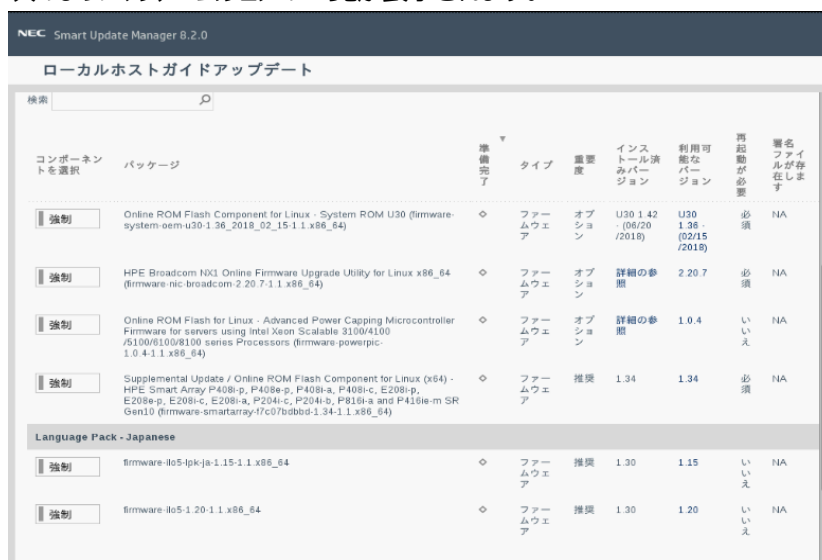 NEC Smart Update Manager 8.2.0
ローカルホストガイドアップデート
検索
コンポーネン
トを選択
パッケージ
準
備
完
了
▼
タイプ
重要
度
インス
トール済
みバー
ジョン
利用可
能な
バー
ジョン
再
起
動
が
必
要
署名
ファイ
ルが存
在しま
す
強制
Online ROM Flash Component for Linux - System ROM U30 (firmware-
system-oem-u30-1.36_2018_02_15-1.1.x86_64)
ファー
ムウェ
ア
オプ
ショ
ン
U30 1.42
- (06/20
/2018)
U30
1.36 -
(02/15
/2018)
必
須
NA
強制
HPE Broadcom NX1 Online Firmware Upgrade Utility for Linux x86_64
(firmware-nic-broadcom-2.20.7-1.1.x86_64)
ファー
ムウェ
ア
オプ
ショ
ン
詳細の参
照
2.20.7
必
須
NA
強制
Online ROM Flash for Linux - Advanced Power Capping Microcontroller
Firmware for servers using Intel Xeon Scalable 3100/4100
/5100/6100/8100 series Processors (firmware-powerpic-
1.0.4-1.1.x86_64)
ファー
ムウェ
ア
オプ
ショ
ン
詳細の参
照
1.0.4
い
い
え
NA
強制
Supplemental Update / Online ROM Flash Component for Linux (x64) -
HPE Smart Array P408i-p, P408e-p, P408i-a, P408i-c, E208i-p,
E208e-p, E208i-c, E208i-a, P204i-c, P204i-b, P816i-a and P416ie-m SR
Gen10 (firmware-smartarray-f7c07bdbbd-1.34-1.1.x86_64)
ファー
ムウェ
ア
推奨
1.34
1.34
必
須
NA
Language Pack - Japanese
強制
firmware-ilo5-lpk-ja-1.15-1.1.x86_64
ファー
ムウェ
ア
推奨
1.30
1.15
い
い
え
NA
強制
firmware-ilo5-1.20-1.1.x86_64
ファー
ムウェ
ア
推奨
1.30
1.20
い
い
え
NA